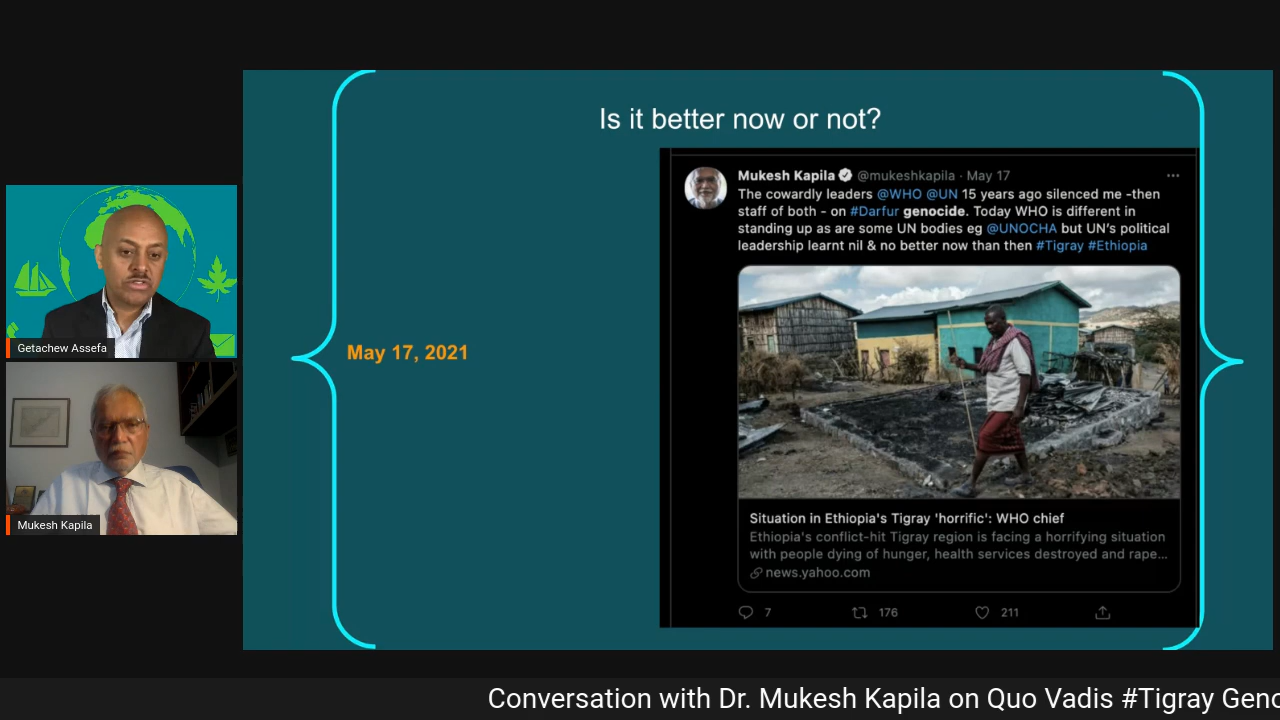 Is it better now or not?
Mukesh Kapila @mukeshkapila · May 17
The cowardly leaders @WHO @UN 15 years ago silenced me -then
staff of both - on #Darfur genocide. Today WHO is different in
standing up as are some UN bodies eg @UNOCHA but UN's political
leadership learnt nil & no better now than then #Tigray #Ethiopia
May 17, 2021
Situation in Ethiopia's Tigray 'horrific': WHO chief
Ethiopia's conflict-hit Tigray region is facing a horrifying situation
with people dying of hunger, health services destroyed and rape...
news.yahoo.com
7 176 211
Getachew Assefa
Mukesh Kapila
Conversation with Dr. Mukesh Kapila on Quo Vadis #Tigray Geno